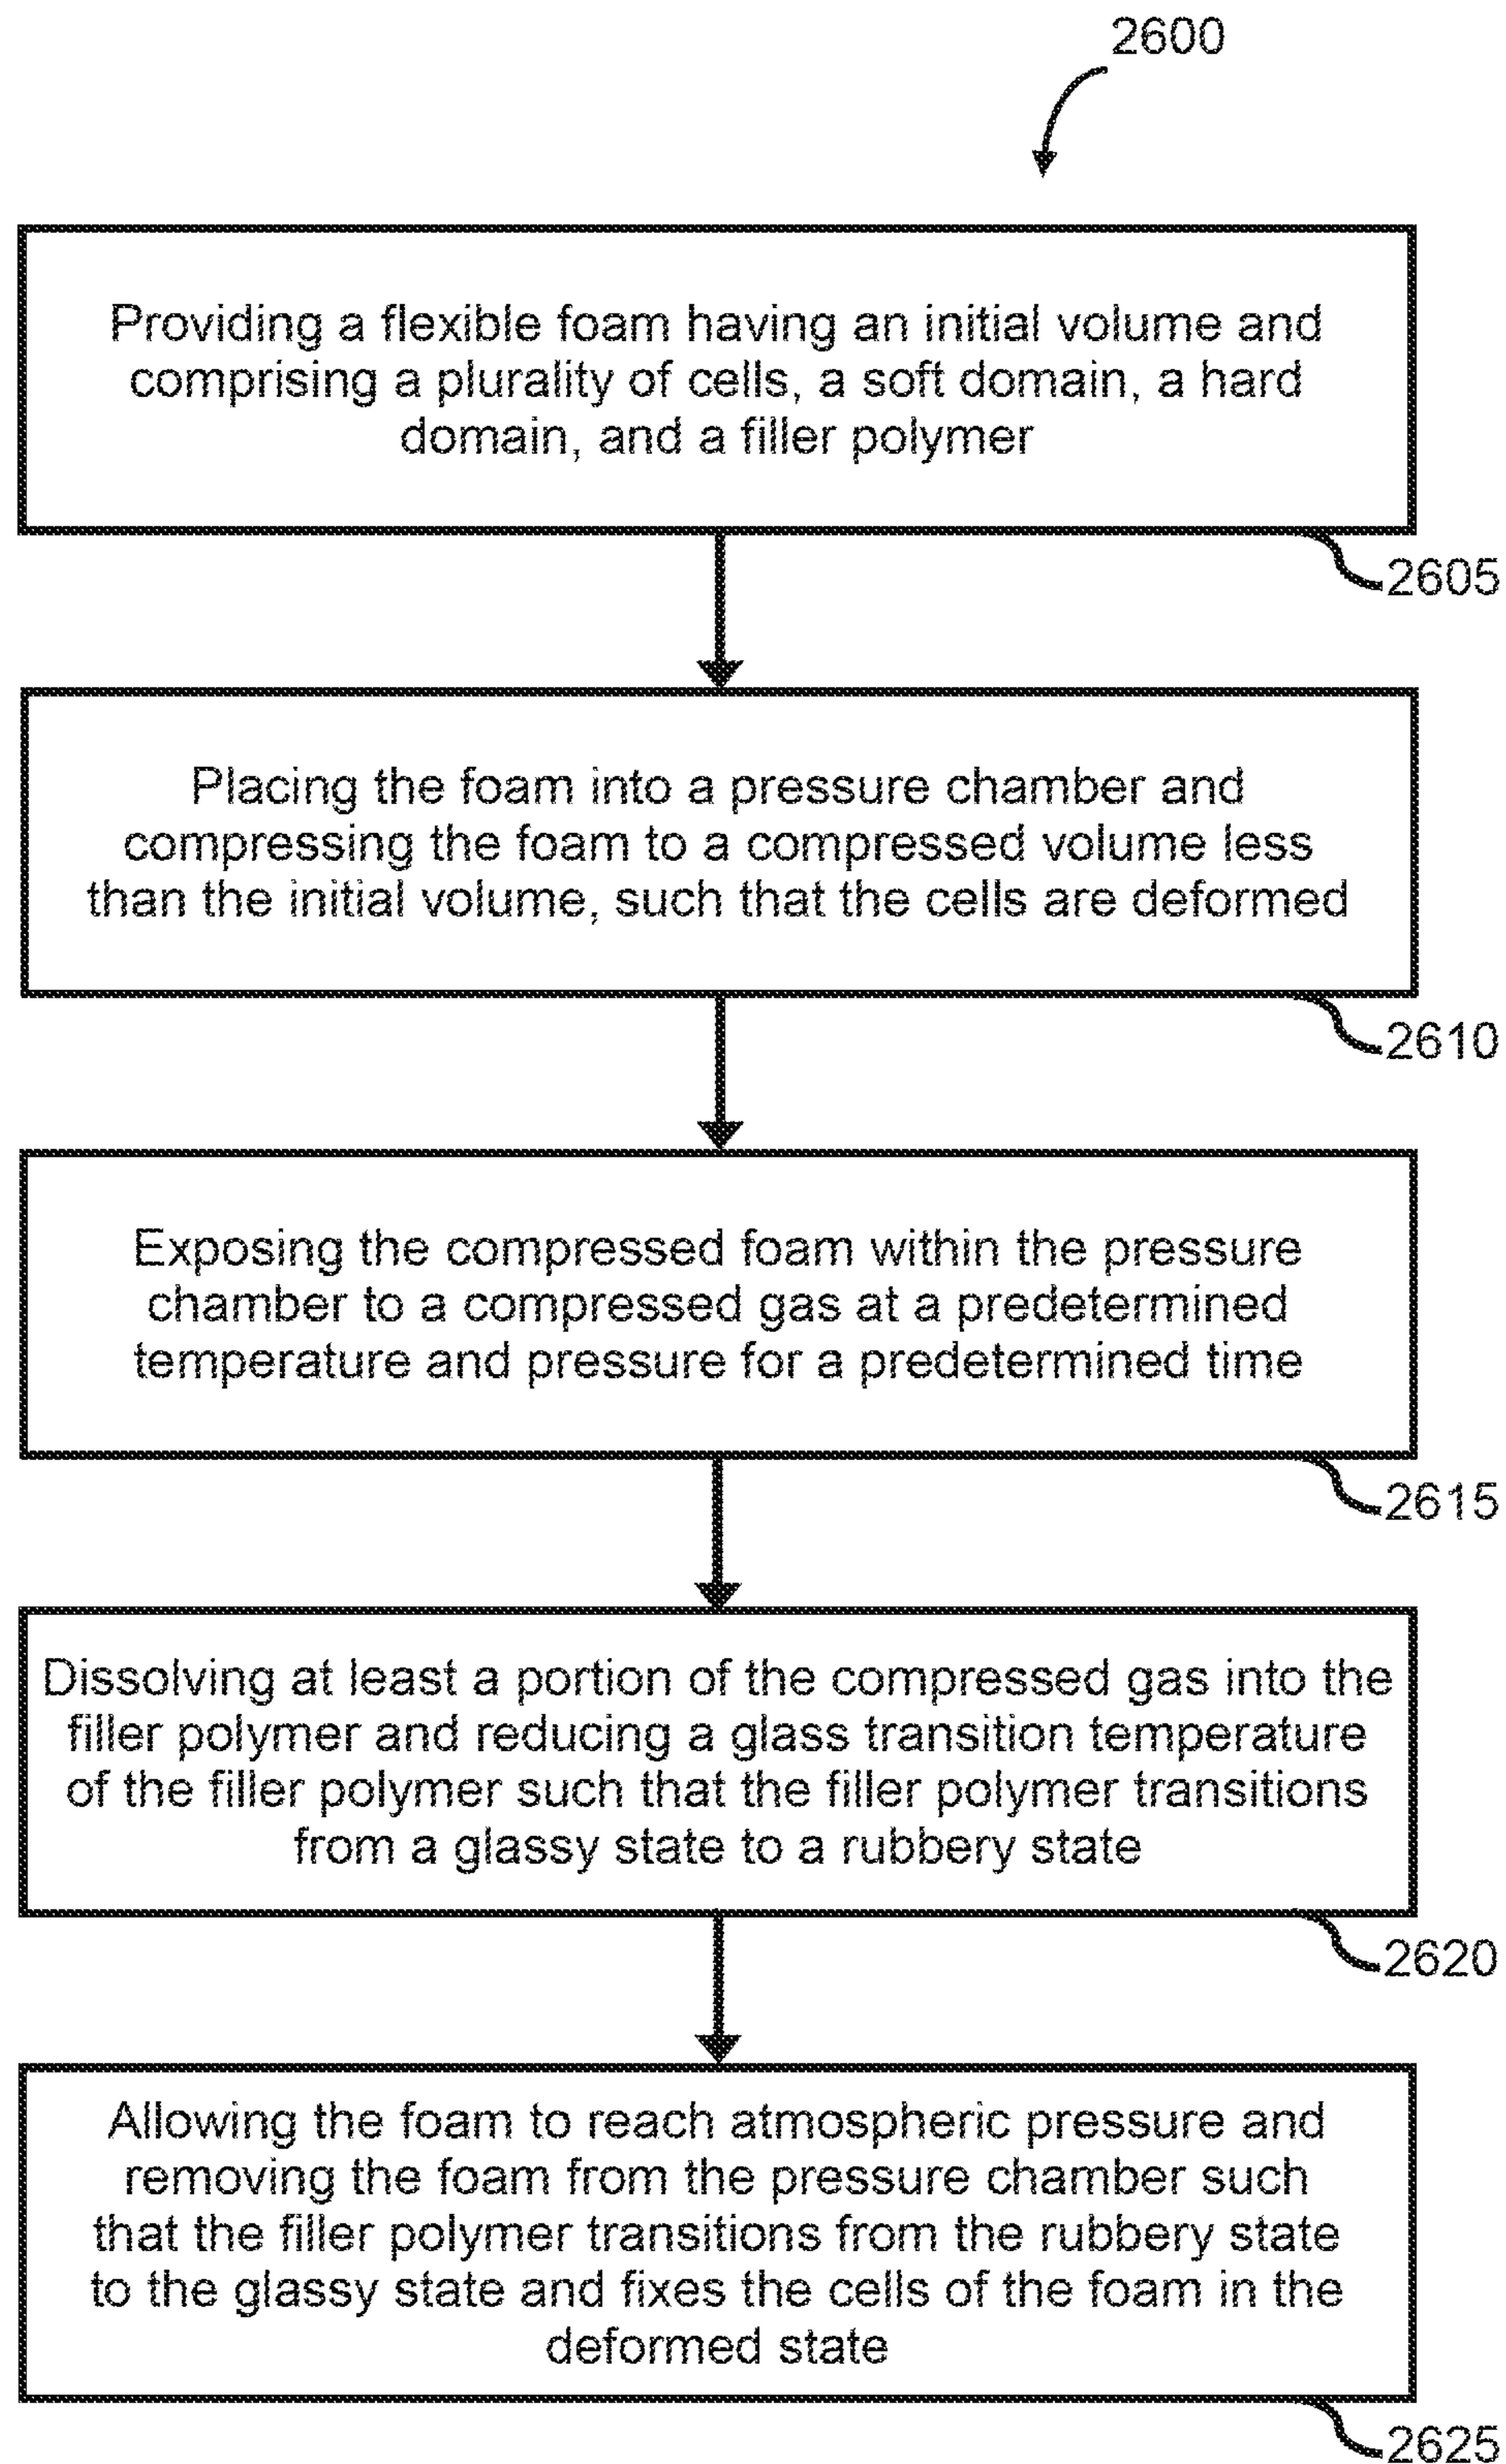 2600
Providing a flexible foam having an initial volume and
comprising a plurality of cells, a soft domain, a hard
domain, and a filler polymer
2605
Placing the foam into a pressure chamber and
compressing the foam to a compressed volume less
than the initial volume, such that the cells are deformed
2610
Exposing the compressed foam within the pressure
chamber to a compressed gas at a predetermined
temperature and pressure for a predetermined time
2615
Dissolving at least a portion of the compressed gas into the
filler polymer and reducing a glass transition temperature
of the filler polymer such that the filler polymer transitions
from a glassy state to a rubbery state
2620
Allowing the foam to reach atmospheric pressure and
removing the foam from the pressure chamber such
that the filler polymer transitions from the rubbery state
to the glassy state and fixes the cells of the foam in the
deformed state
2625